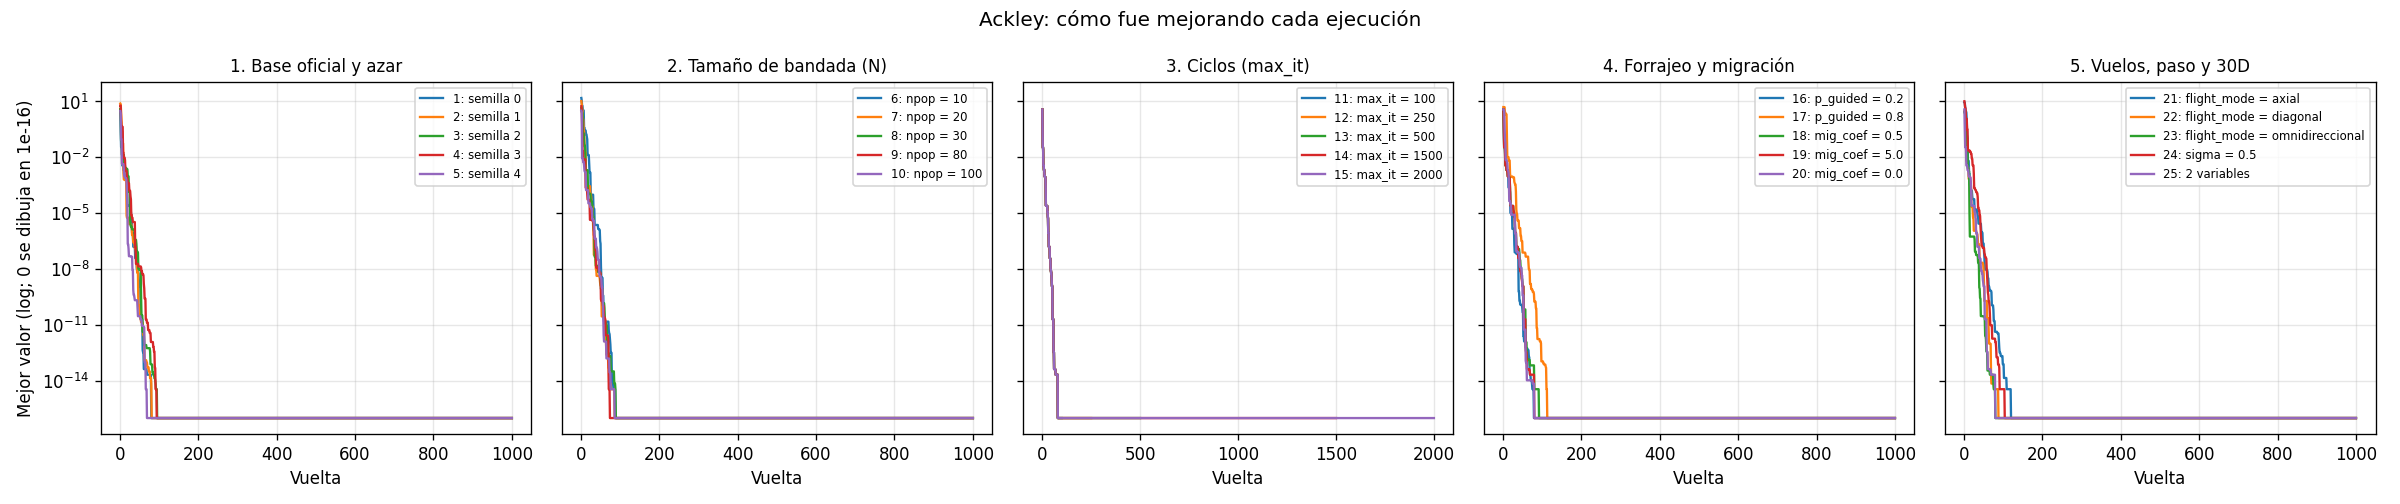 Ackley: cómo fue mejorando cada ejecución
Mejor valor (log; 0 se dibuja en 1e-16)
1. Base oficial y azar
10^1
10^-2
10^-5
10^-8
10^-11
10^-14
1: semilla 0
2: semilla 1
3: semilla 2
4: semilla 3
5: semilla 4
0 200 400 600 800 1000
Vuelta
2. Tamaño de bandada (N)
6: npop = 10
7: npop = 20
8: npop = 30
9: npop = 80
10: npop = 100
0 200 400 600 800 1000
Vuelta
3. Ciclos (max_it)
11: max_it = 100
12: max_it = 250
13: max_it = 500
14: max_it = 1500
15: max_it = 2000
0 500 1000 1500 2000
Vuelta
4. Forrajeo y migración
16: p_guided = 0.2
17: p_guided = 0.8
18: mig_coef = 0.5
19: mig_coef = 5.0
20: mig_coef = 0.0
0 200 400 600 800 1000
Vuelta
5. Vuelos, paso y 30D
21: flight_mode = axial
22: flight_mode = diagonal
23: flight_mode = omnidireccional
24: sigma = 0.5
25: 2 variables
0 200 400 600 800 1000
Vuelta